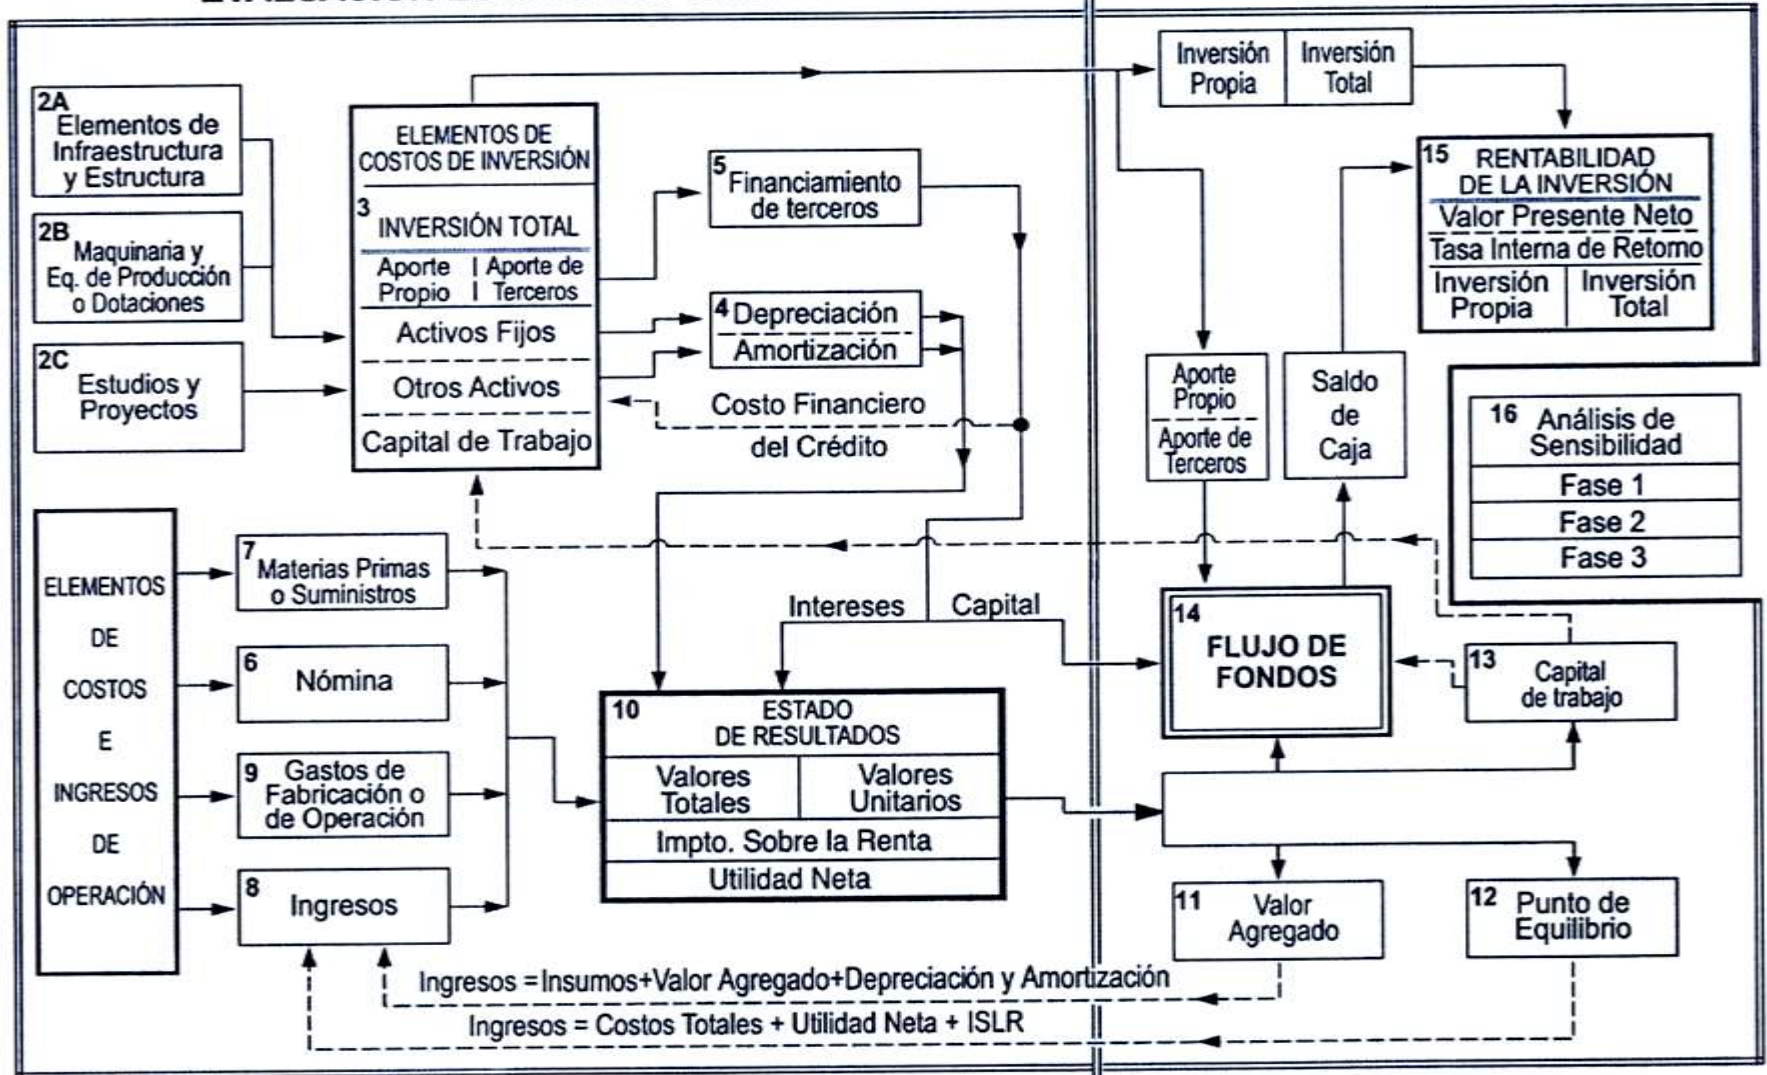 2A
Elementos de
Infraestructura
y Estructura
2B
Maquinaria y
Eq. de Producción
o Dotaciones
2C
Estudios y
Proyectos
ELEMENTOS DE
COSTOS DE INVERSIÓN
3
INVERSIÓN TOTAL
Aporte
Propio
Aporte de
Terceros
Activos Fijos
Otros Activos
Capital de Trabajo
5
Financiamiento
de terceros
4
Depreciación
Amortización
Costo Financiero
del Crédito
Inversión
Propia
Inversión
Total
15
RENTABILIDAD
DE LA INVERSIÓN
Valor Presente Neto
Tasa Interna de Retorno
Inversión
Propia
Inversión
Total
Aporte
Propio
Aporte de
Terceros
Saldo
de
Caja
16
Análisis de
Sensibilidad
Fase 1
Fase 2
Fase 3
ELEMENTOS
DE
COSTOS
E
INGRESOS
DE
OPERACIÓN
7
Materias Primas
o Suministros
6
Nómina
9
Gastos de
Fabricación o
de Operación
8
Ingresos
Intereses
Capital
10
ESTADO
DE RESULTADOS
Valores
Totales
Valores
Unitarios
Impto. Sobre la Renta
Utilidad Neta
14
FLUJO DE
FONDOS
13
Capital
de trabajo
11
Valor
Agregado
12
Punto de
Equilibrio
Ingresos =Insumos+Valor Agregado+Depreciación y Amortización
Ingresos = Costos Totales + Utilidad Neta + ISLR